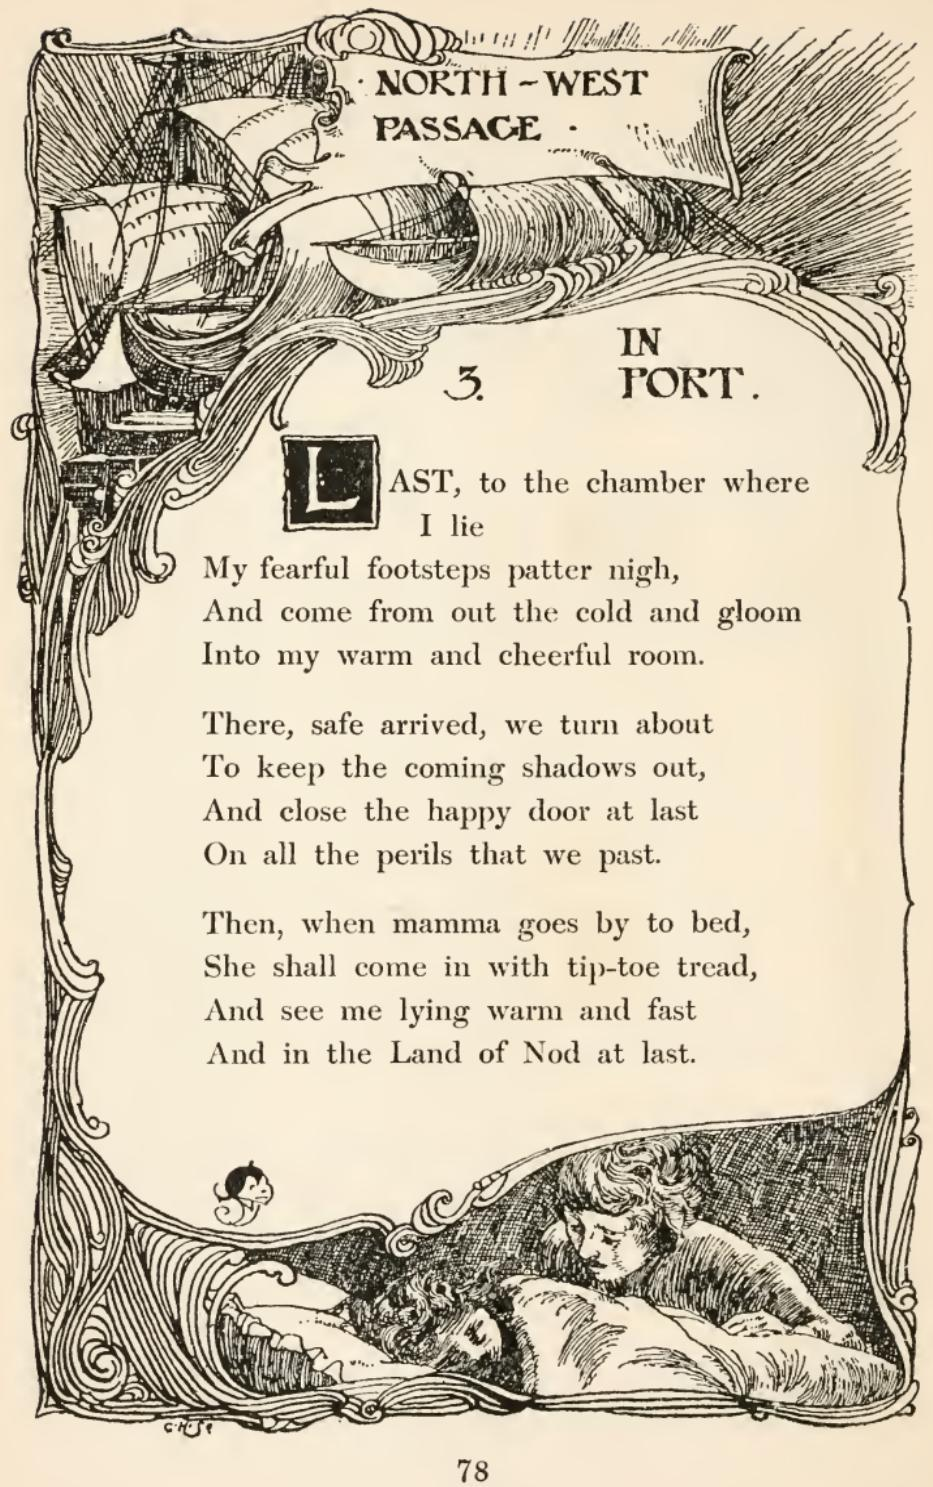 · NORTH-WEST
PASSAGE ·
3.
IN
PORT.
LAST, to the chamber where
I lie
My fearful footsteps patter nigh,
And come from out the cold and gloom
Into my warm and cheerful room.
There, safe arrived, we turn about
To keep the coming shadows out,
And close the happy door at last
On all the perils that we past.
Then, when mamma goes by to bed,
She shall come in with tip-toe tread,
And see me lying warm and fast
And in the Land of Nod at last.
78